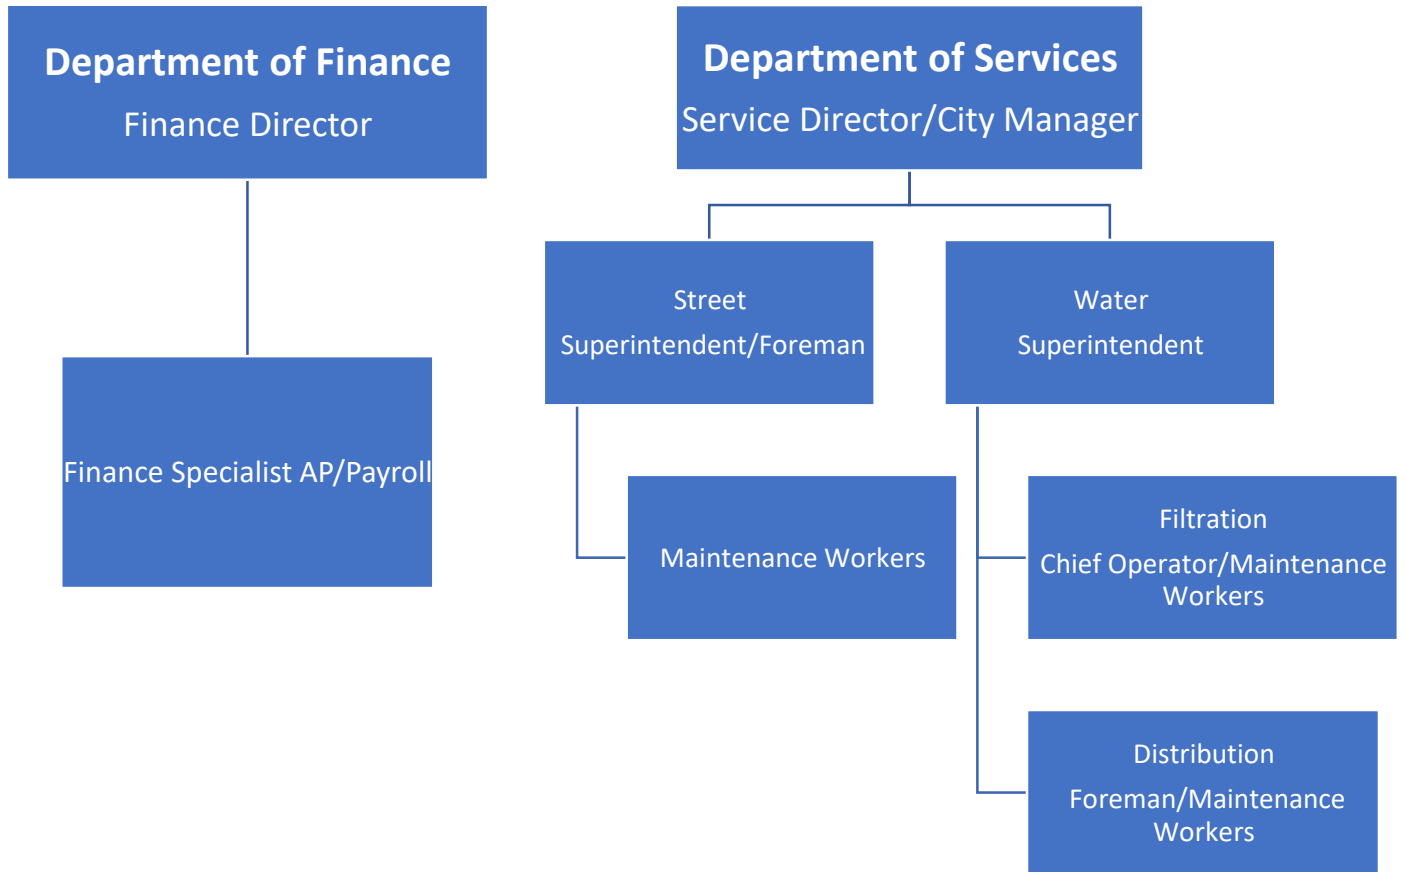 Department of Finance
Finance Director
Finance Specialist AP/Payroll
Department of Services
Service Director/City Manager
Street
Superintendent/Foreman
Maintenance Workers
Water
Superintendent
Filtration
Chief Operator/Maintenance
Workers
Distribution
Foreman/Maintenance
Workers